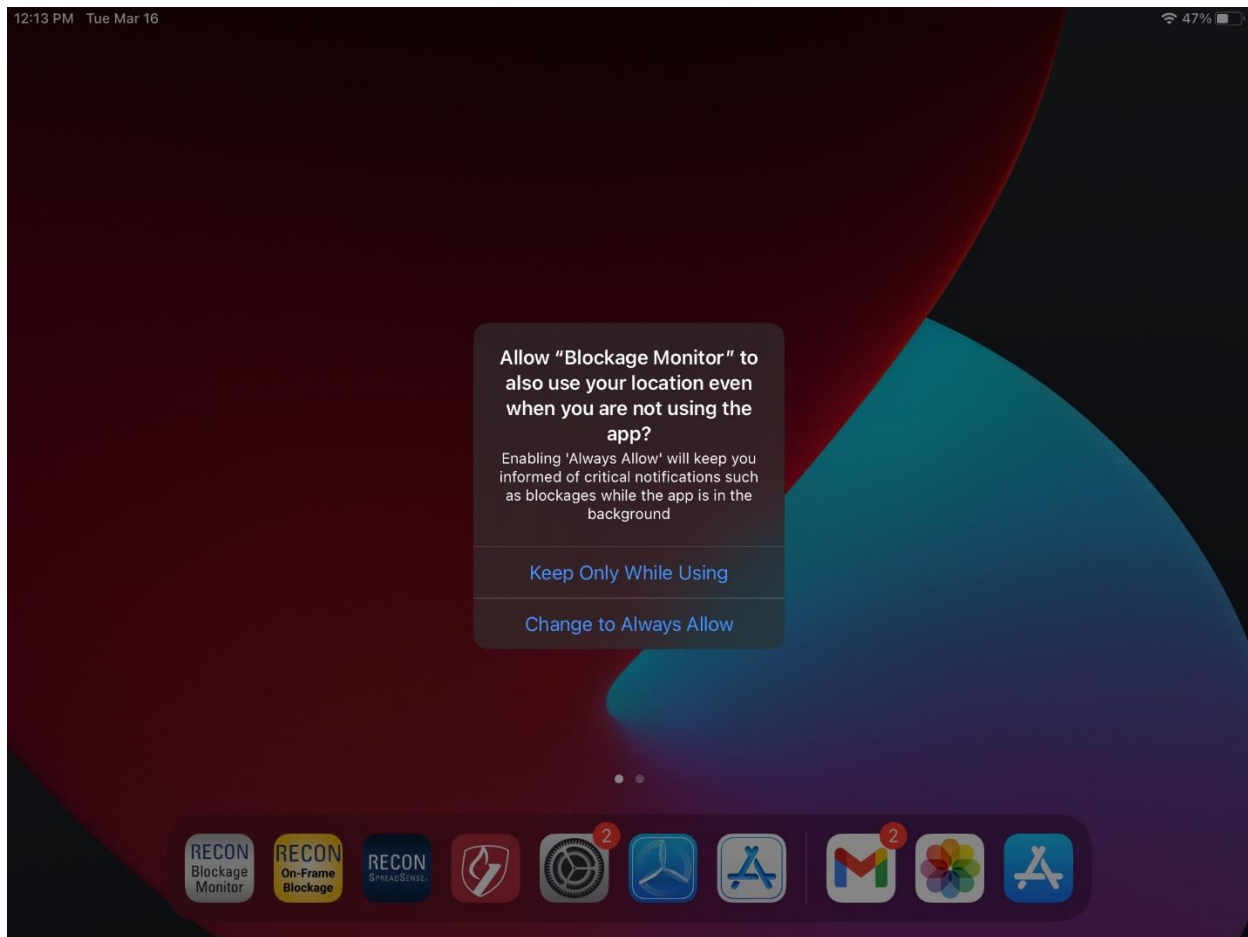 12:13 PM Tue Mar 16
47%
Allow “Blockage Monitor” to
also use your location even
when you are not using the
app?
Enabling 'Always Allow' will keep you
informed of critical notifications such
as blockages while the app is in the
background
Keep Only While Using
Change to Always Allow
RECON
Blockage
Monitor
RECON
On-Frame
Blockage
RECON
SPREADSENSE
2
2